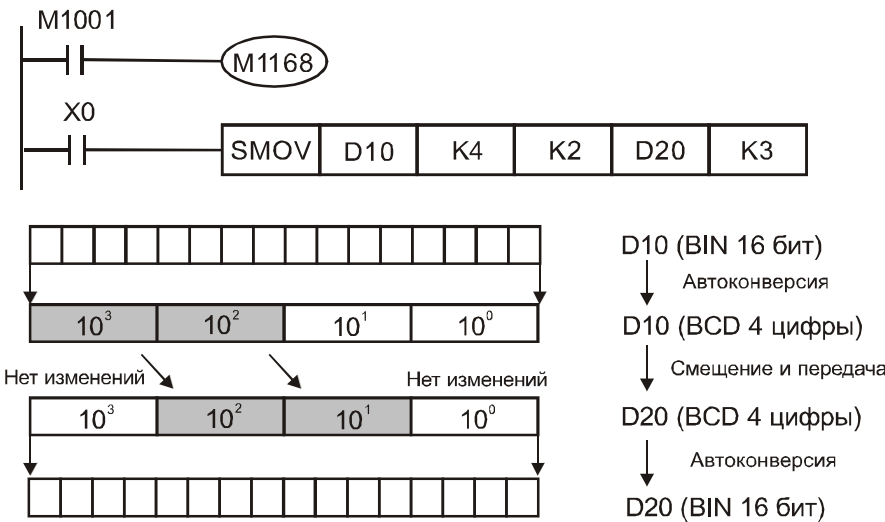 M1001
M1168
X0
SMOV D10 K4 K2 D20 K3
D10 (BIN 16 бит)
Автоконверсия
10³ 10² 10¹ 10⁰
D10 (BCD 4 цифры)
Смещение и передача
Нет изменений Нет изменений
10³ 10² 10¹ 10⁰
D20 (BCD 4 цифры)
Автоконверсия
D20 (BIN 16 бит)